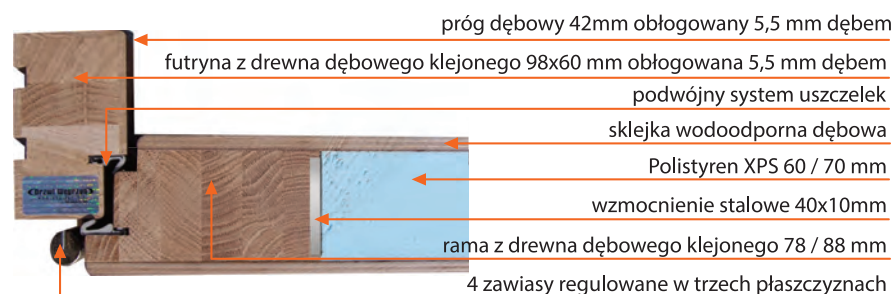 próg dębowy 42mm obłogowany 5,5 mm dębem
futryna z drewna dębowego klejonego 98x60 mm obłogowana 5,5 mm dębem
podwójny system uszczelek
sklejka wodoodporna dębowa
Polistyren XPS 60 / 70 mm
wzmocnienie stalowe 40x10mm
rama z drewna dębowego klejonego 78 / 88 mm
4 zawiasy regulowane w trzech płaszczyznach